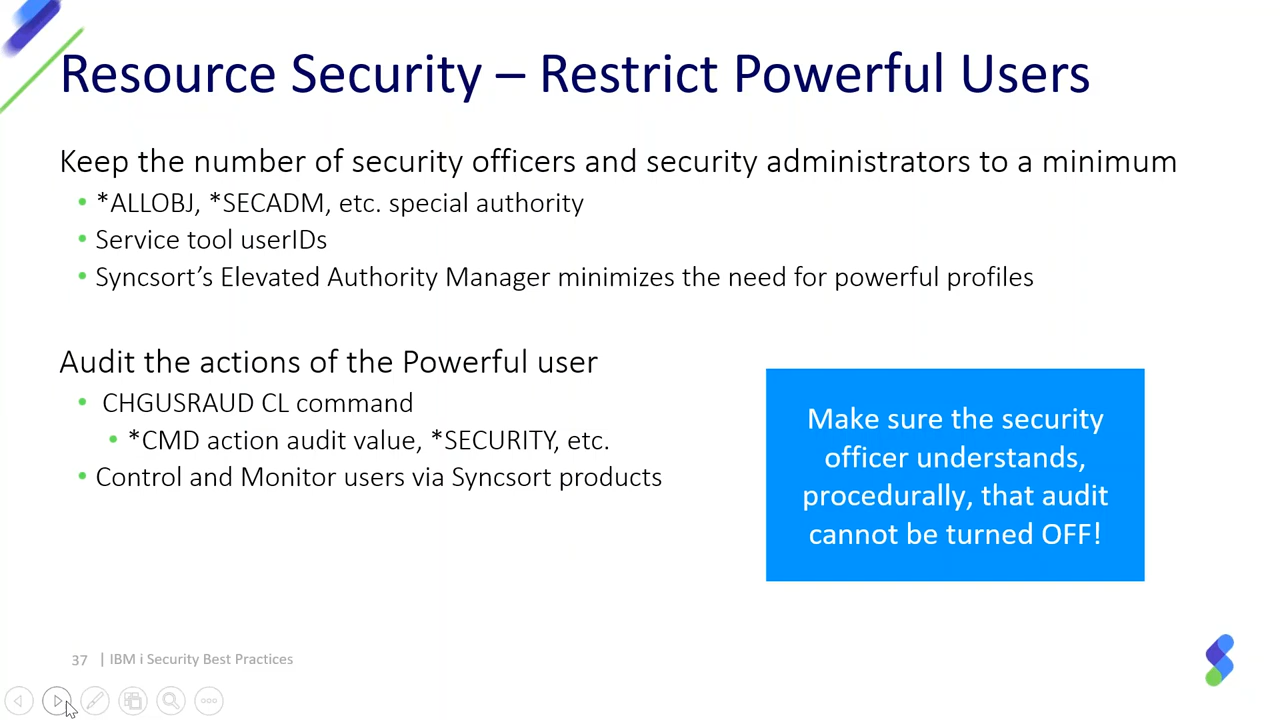 Resource Security – Restrict Powerful Users
Keep the number of security officers and security administrators to a minimum
• *ALLOBJ, *SECADM, etc. special authority
• Service tool userIDs
• Syncsort’s Elevated Authority Manager minimizes the need for powerful profiles
Audit the actions of the Powerful user
• CHGUSRAUD CL command
• *CMD action audit value, *SECURITY, etc.
• Control and Monitor users via Syncsort products
Make sure the security
officer understands,
procedurally, that audit
cannot be turned OFF!
37 | IBM i Security Best Practices